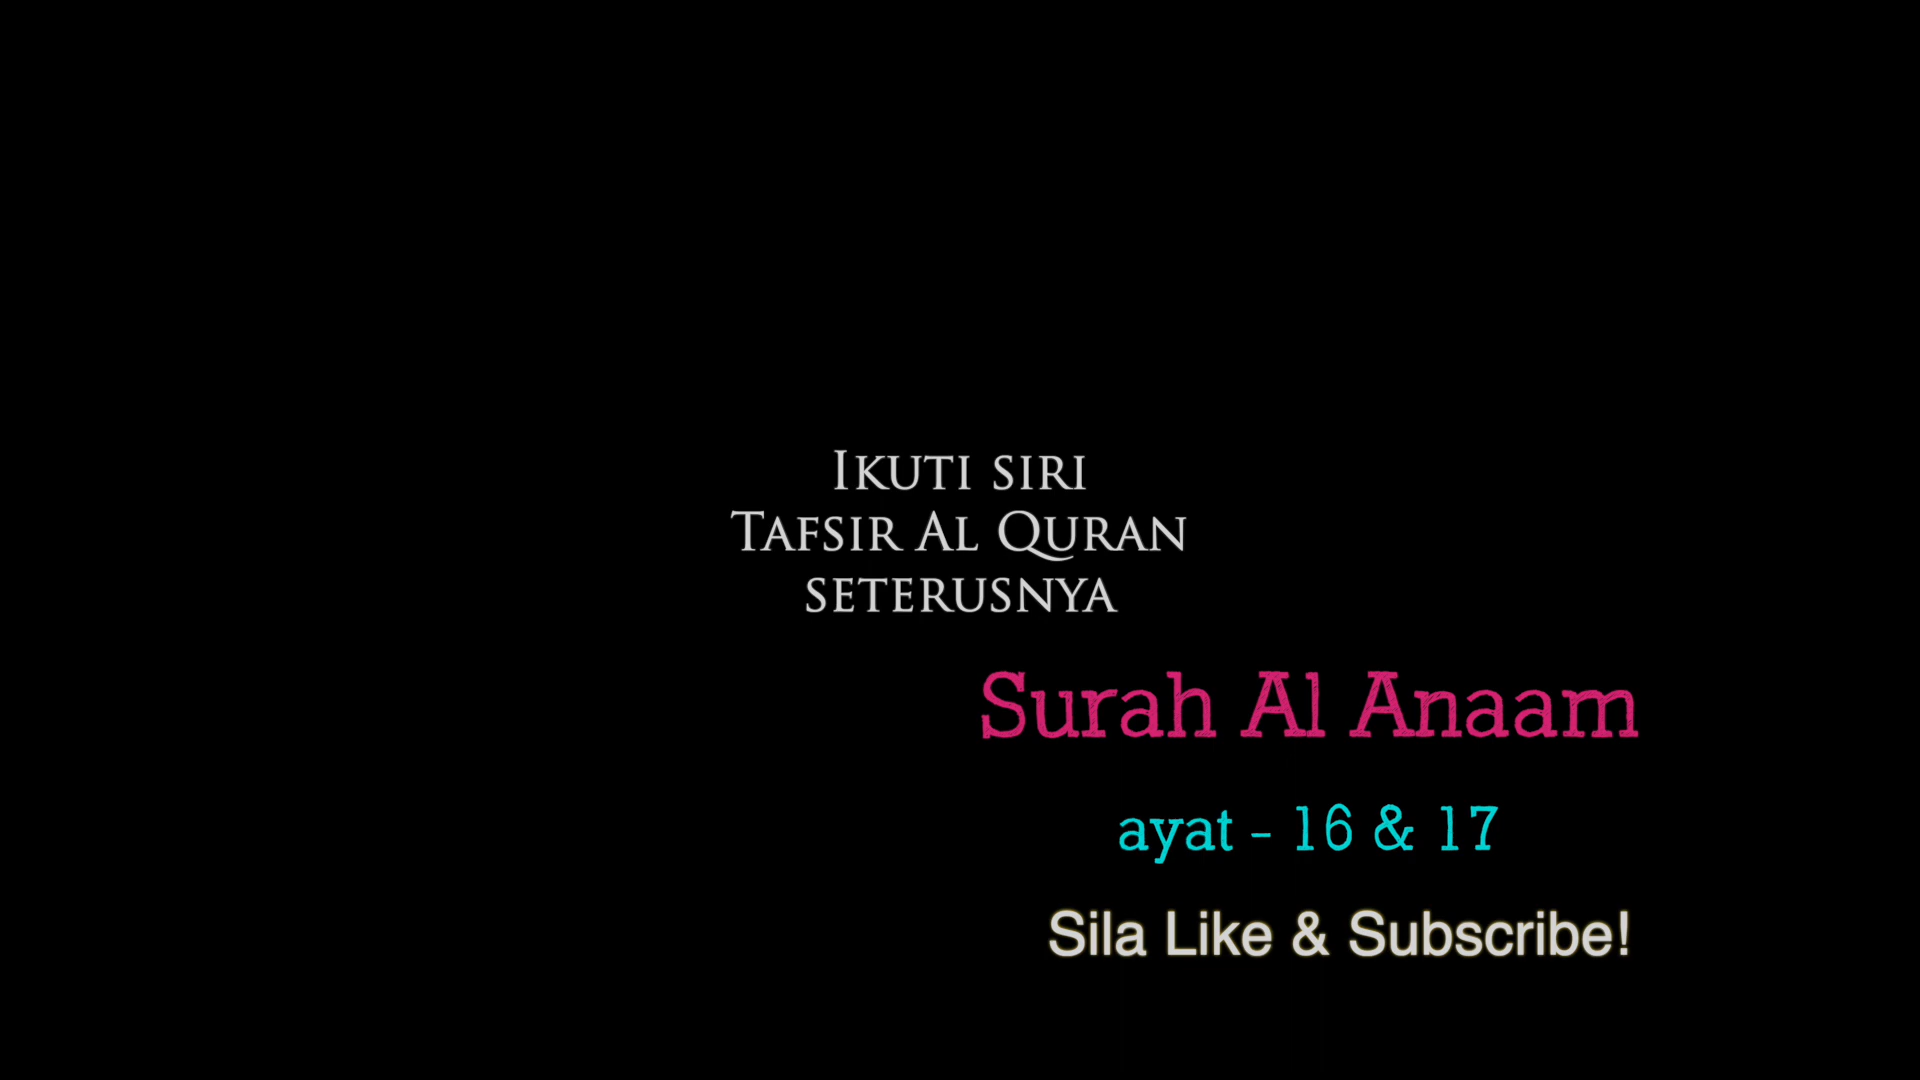 Ikuti siri
Tafsir Al Quran
seterusnya
Surah Al Anaam
ayat - 16 & 17
Sila Like & Subscribe!